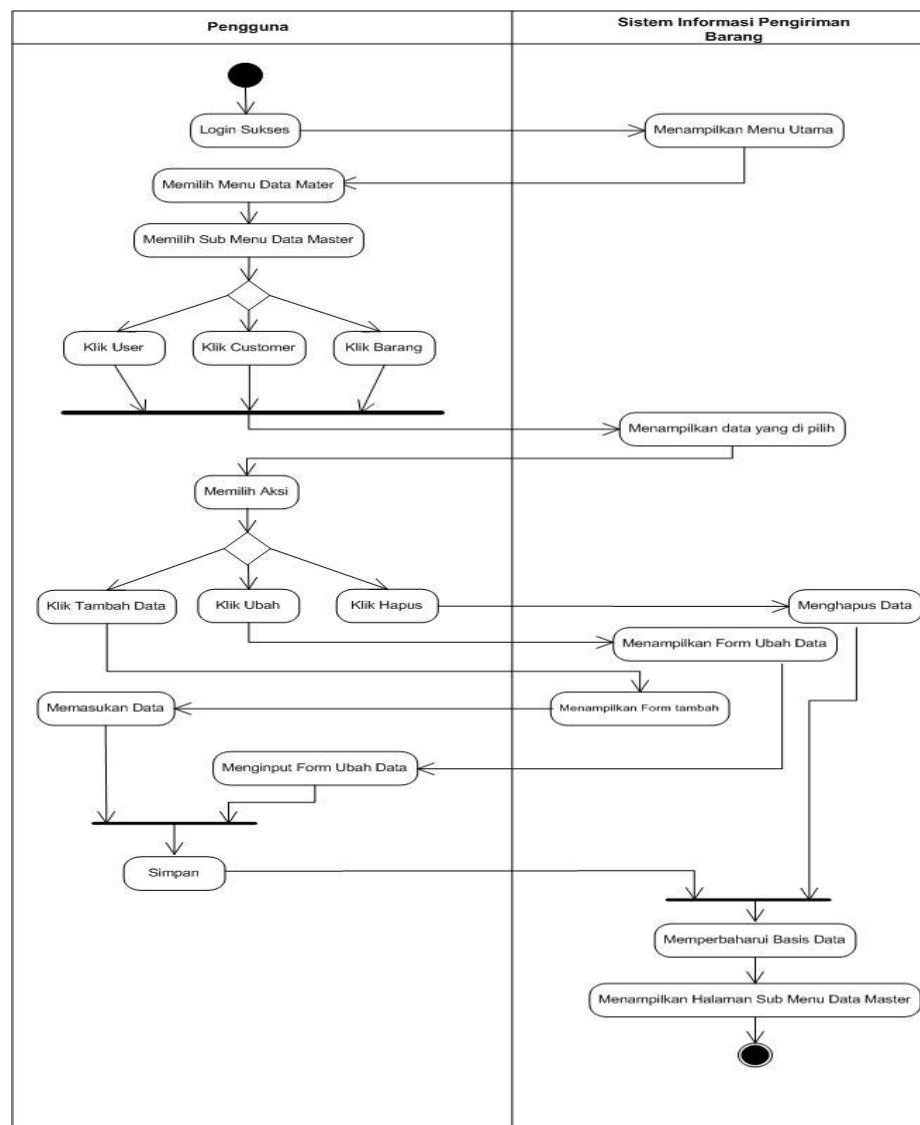 Pengguna
Sistem Informasi Pengiriman
Barang
Login Sukses
Menampilkan Menu Utama
Memilih Menu Data Mater
Memilih Sub Menu Data Master
Klik User
Klik Customer
Klik Barang
Menampilkan data yang di pilih
Memilih Aksi
Klik Tambah Data
Klik Ubah
Klik Hapus
Menghapus Data
Menampilkan Form Ubah Data
Memasukan Data
Menampilkan Form tambah
Menginput Form Ubah Data
Simpan
Memperbaharui Basis Data
Menampilkan Halaman Sub Menu Data Master